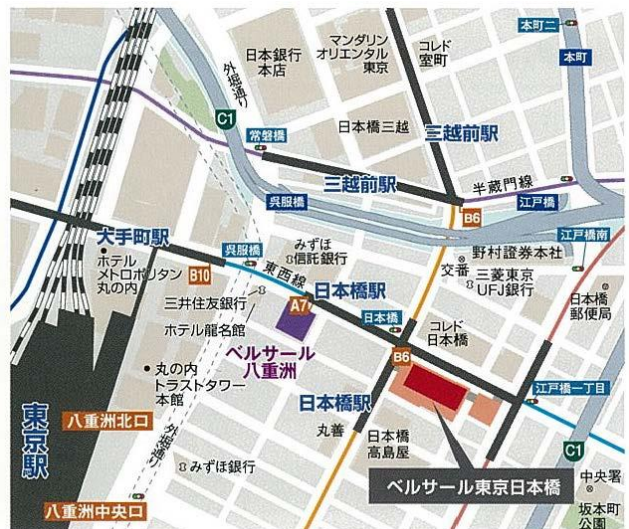 本町二
本町
マンダリン
オリエンタル
東京
コレド
室町
日本銀行
本店
外堀通り
C1
常盤橋
日本橋三越
三越前駅
三越前駅
半蔵門線
呉服橋
江戸橋
B6
江戸橋南
大手町駅
呉服橋
みずほ
信託銀行
交番
野村證券本社
ホテル
メトロポリタン
丸の内
B10
東西線
三菱東京
UFJ銀行
三井住友銀行
日本橋駅
A7
日本橋
郵便局
ホテル龍名館
日本橋
コレド
日本橋
ベルサール
八重洲
B6
丸の内
トラストタワー
本館
江戸橋一丁目
東京駅
八重洲北口
日本橋駅
外堀通り
丸善
日本橋
高島屋
C1
みずほ銀行
ベルサール東京日本橋
中央署
八重洲中央口
坂本町
公園